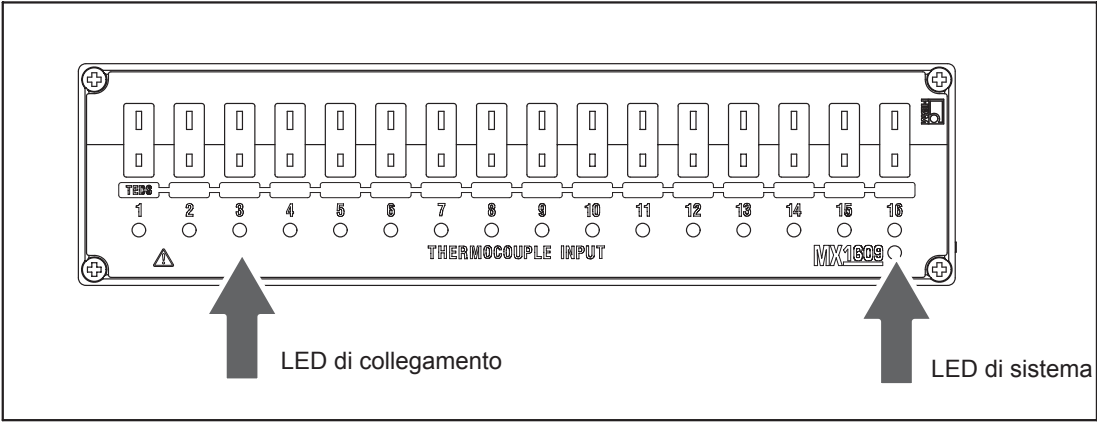 HBM
TEDS
1 2 3 4 5 6 7 8 9 10 11 12 13 14 15 16
THERMOCOUPLE INPUT
MX1609
LED di collegamento
LED di sistema